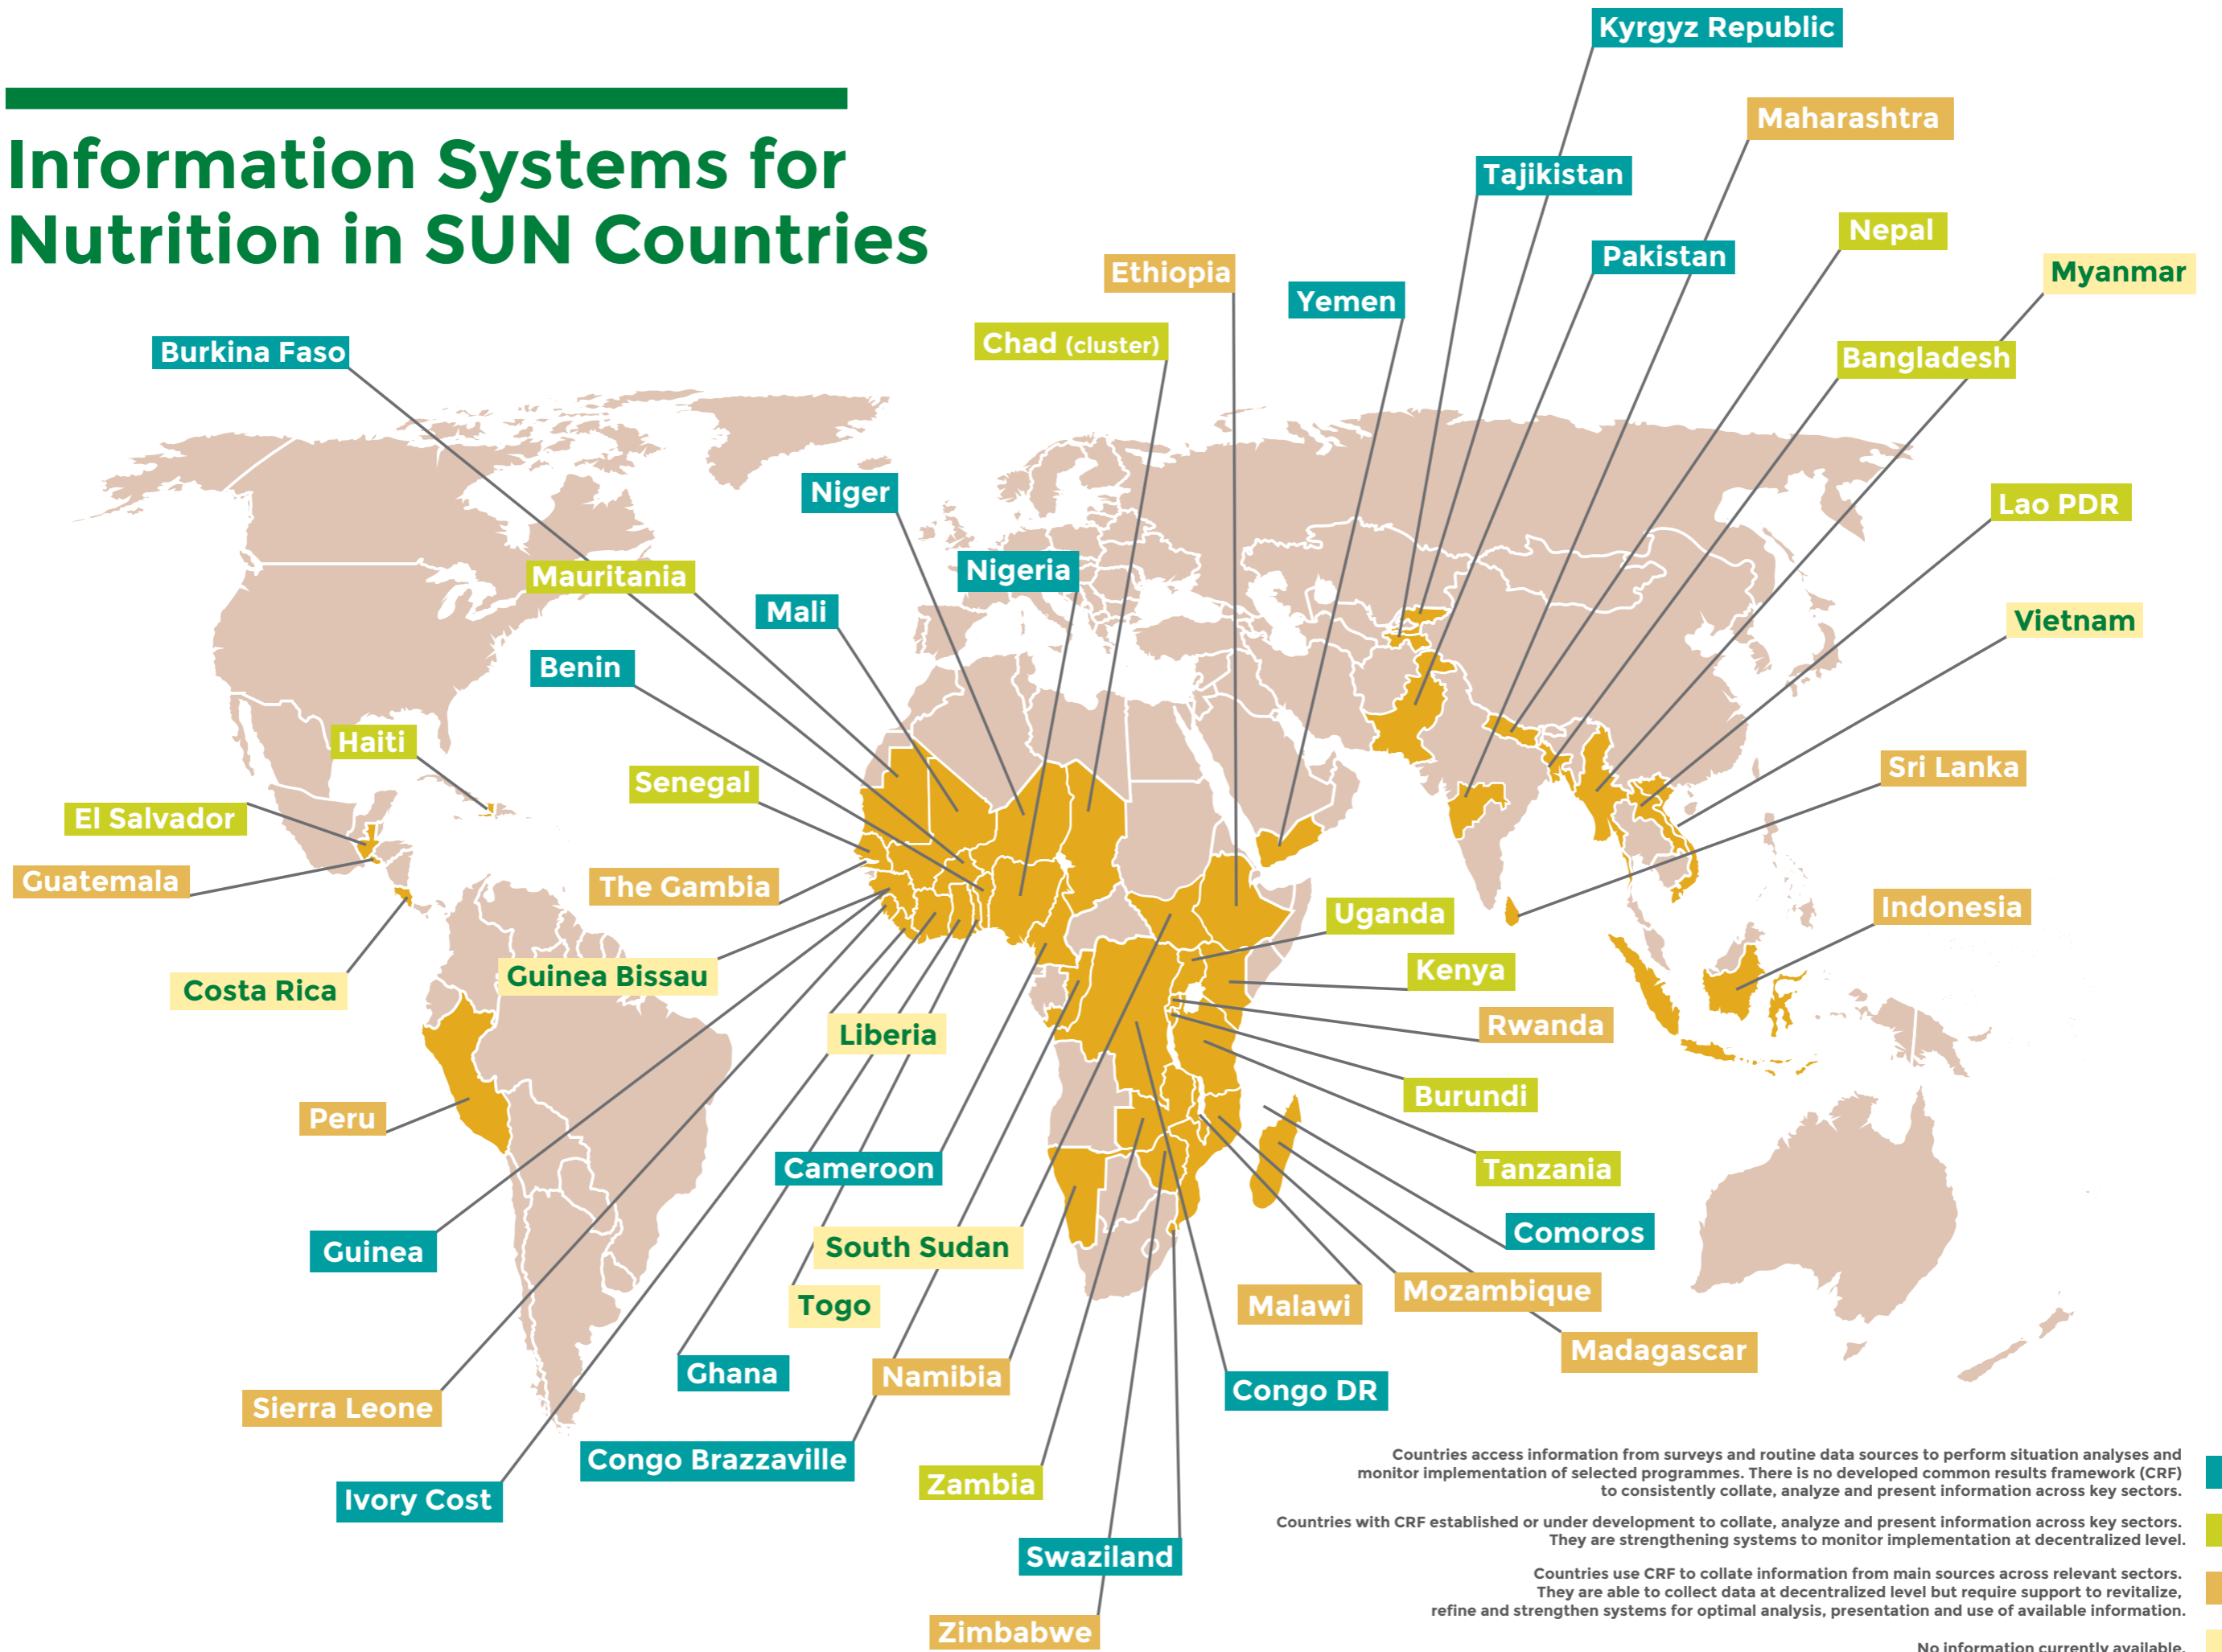 Information Systems for
Nutrition in SUN Countries
Kyrgyz Republic
Maharashtra
Tajikistan
Nepal
Pakistan
Myanmar
Ethiopia
Yemen
Chad (cluster)
Burkina Faso
Bangladesh
Niger
Lao PDR
Nigeria
Mauritania
Mali
Vietnam
Benin
Haiti
Senegal
Sri Lanka
El Salvador
Guatemala
The Gambia
Indonesia
Uganda
Costa Rica
Guinea Bissau
Kenya
Liberia
Rwanda
Burundi
Peru
Cameroon
Tanzania
Comoros
Guinea
South Sudan
Togo
Malawi
Mozambique
Madagascar
Ghana
Namibia
Congo DR
Sierra Leone
Congo Brazzaville
Zambia
Ivory Cost
Swaziland
Zimbabwe
Countries access information from surveys and routine data sources to perform situation analyses and
monitor implementation of selected programmes. There is no developed common results framework (CRF)
to consistently collate, analyze and present information across key sectors.
Countries with CRF established or under development to collate, analyze and present information across key sectors.
They are strengthening systems to monitor implementation at decentralized level.
Countries use CRF to collate information from main sources across relevant sectors.
They are able to collect data at decentralized level but require support to revitalize,
refine and strengthen systems for optimal analysis, presentation and use of available information.
No information currently available.